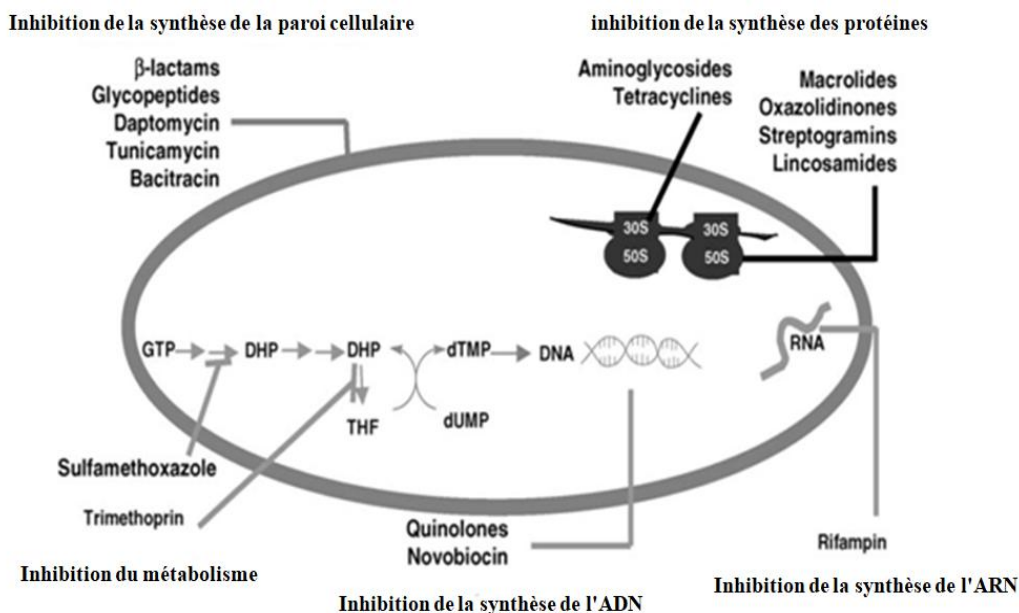 Inhibition de la synthèse de la paroi cellulaire
inhibition de la synthèse des protéines
β-lactams
Glycopeptides
Daptomycin
Tunicamycin
Bacitracin
Aminoglycosides
Tetracyclines
Macrolides
Oxazolidinones
Streptogramins
Lincosamides
30S
30S
50S
50S
GTP
DHP
DHP
dTMP
DNA
RNA
THF
dUMP
Sulfamethoxazole
Trimethoprin
Quinolones
Novobiocin
Rifampin
Inhibition du métabolisme
Inhibition de la synthèse de l'ARN
Inhibition de la synthèse de l'ADN